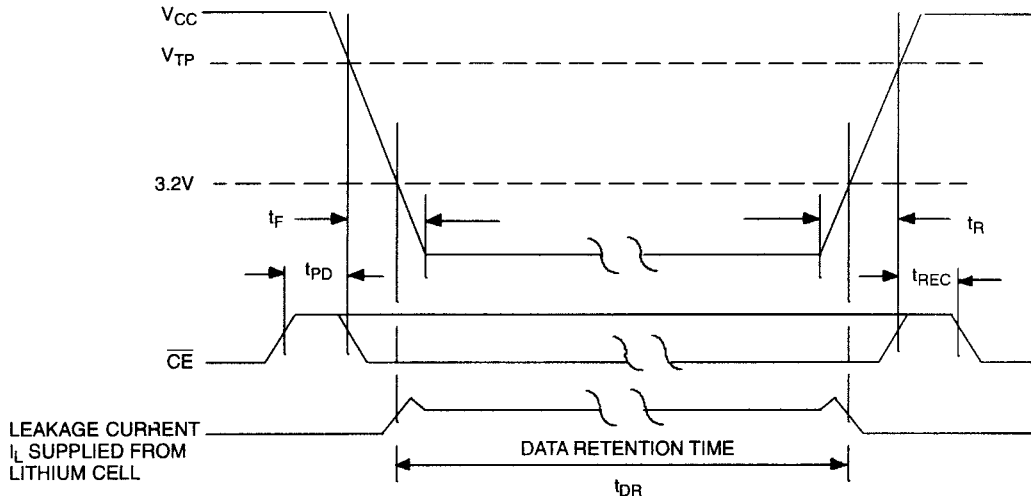 VCC
VTP
3.2V
tF
tR
tPD
tREC
CE
LEAKAGE CURRENT
IL SUPPLIED FROM
LITHIUM CELL
DATA RETENTION TIME
tDR